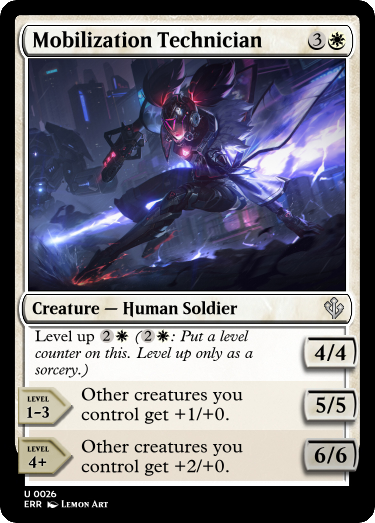 Mobilization Technician 3
Creature — Human Soldier
Level up 2 (2: Put a level
counter on this. Level up only as a
sorcery.)
4/4
LEVEL
1-3
Other creatures you
control get +1/+0.
5/5
LEVEL
4+
Other creatures you
control get +2/+0.
6/6
U 0026
ERR Lemon Art